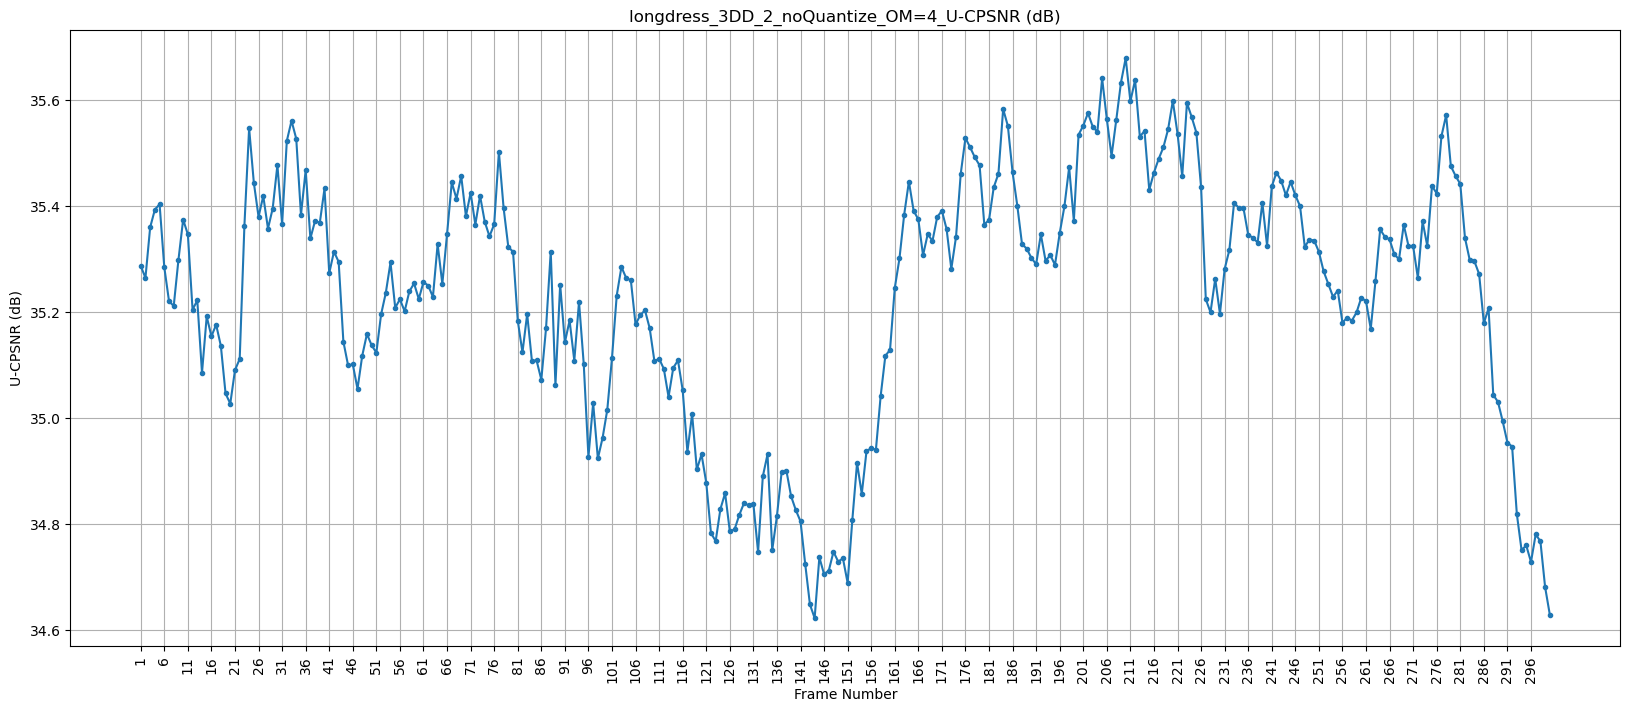 longdress_3DD_2_noQuantize_OM=4_U-CPSNR (dB)
U-CPSNR (dB)
35.6
35.4
35.2
35.0
34.8
34.6
1 6 11 16 21 26 31 36 41 46 51 56 61 66 71 76 81 86 91 96 101 106 111 116 121 126 131 136 141 146 151 156 161 166 171 176 181 186 191 196 201 206 211 216 221 226 231 236 241 246 251 256 261 266 271 276 281 286 291 296
Frame Number